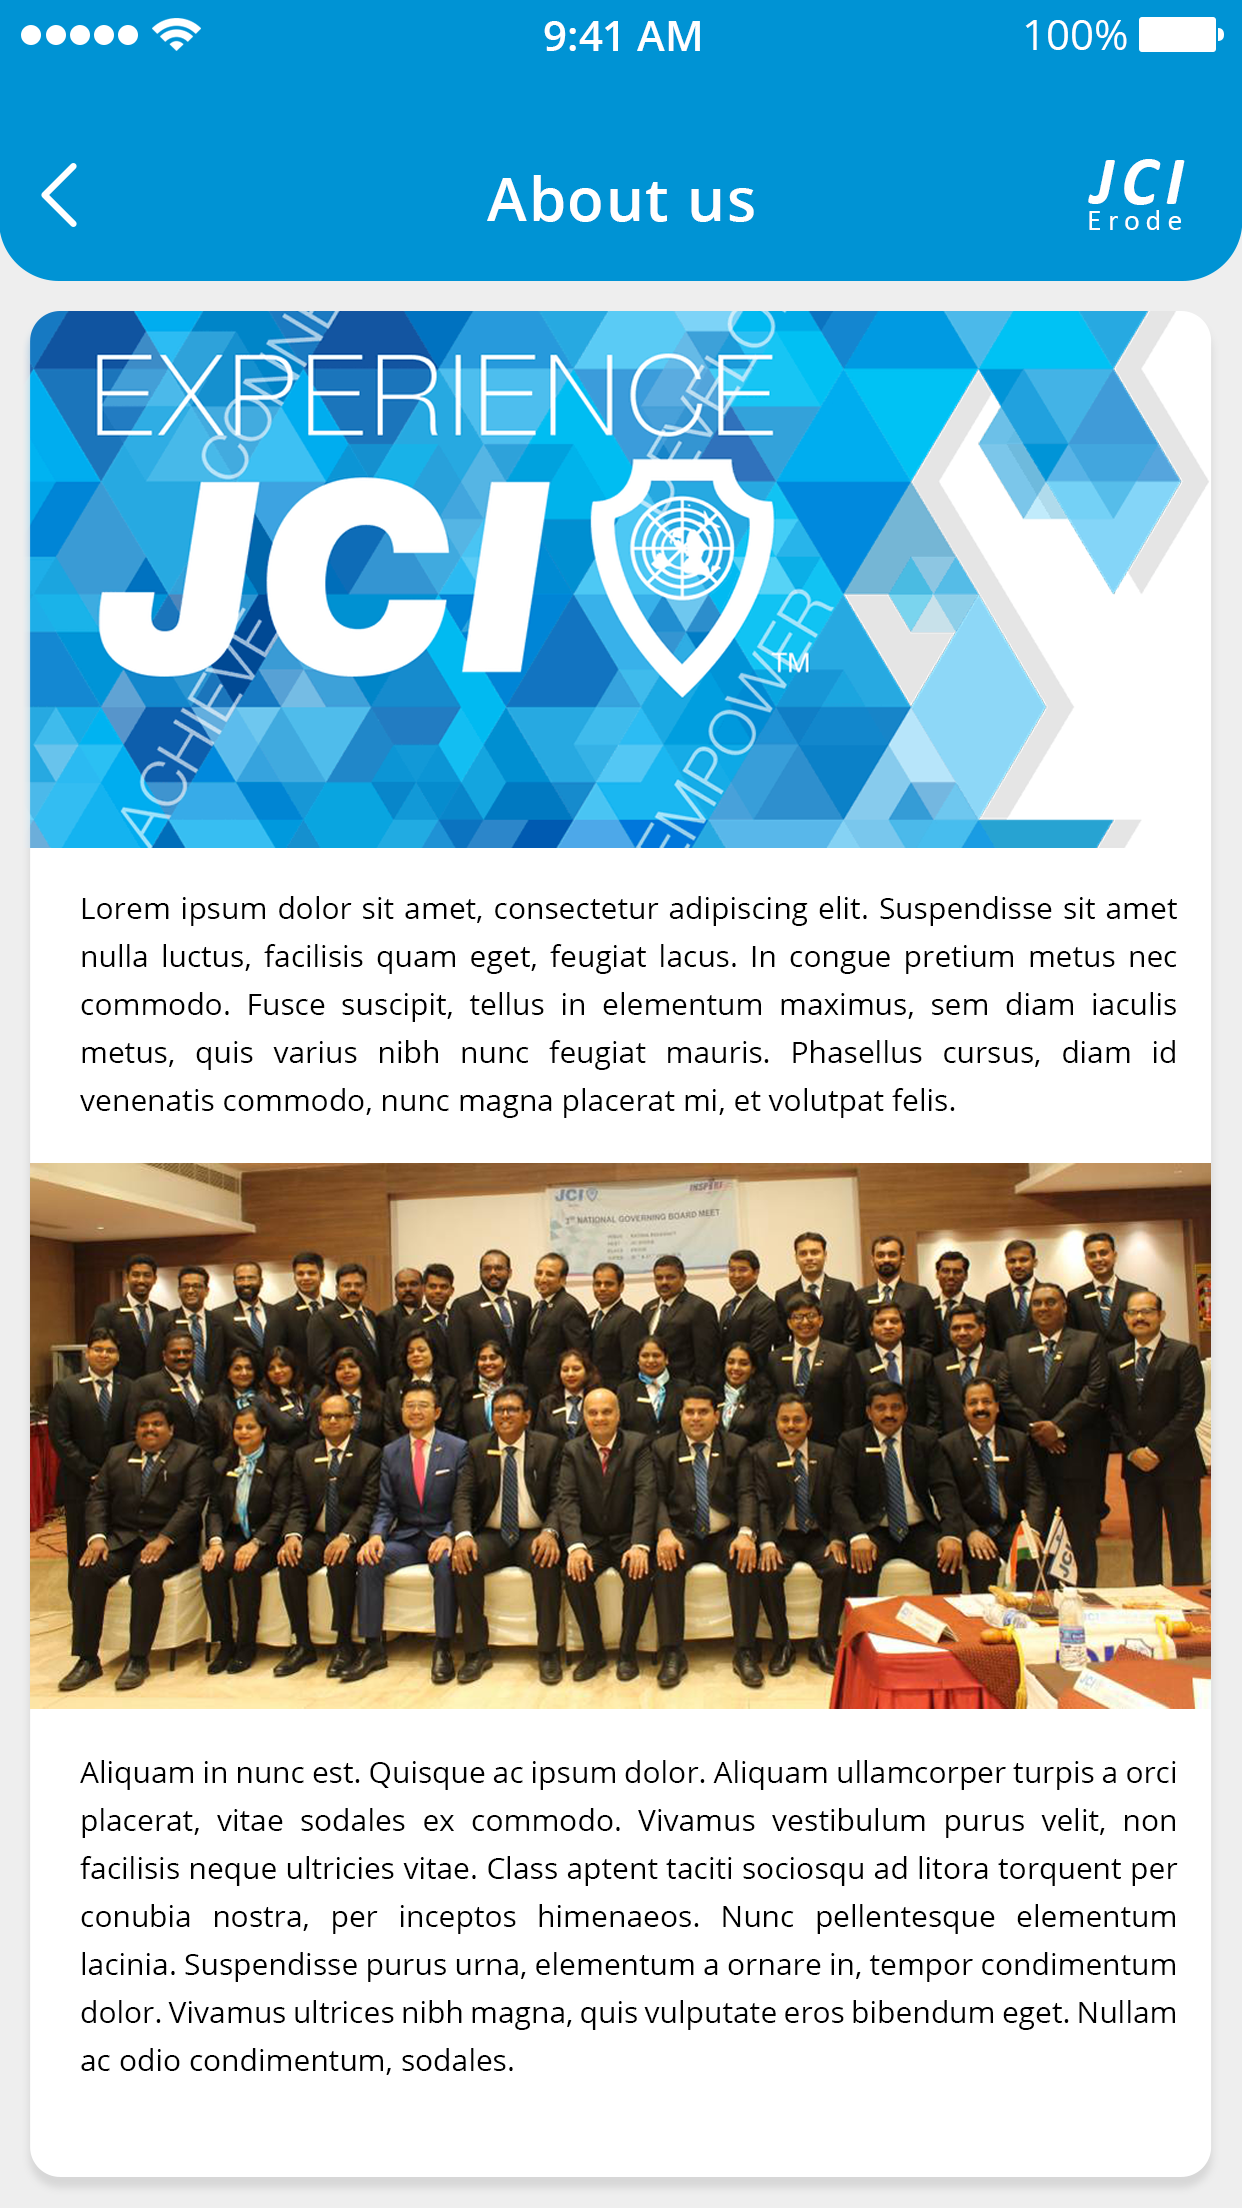 9:41 AM
100%
About us
JCI
Erode
EXPERIENCE
CONNE
DEVELO
JCI
TM
ACHIEVE
EMPOWER
Lorem ipsum dolor sit amet, consectetur adipiscing elit. Suspendisse sit amet
nulla luctus, facilisis quam eget, feugiat lacus. In congue pretium metus nec
commodo. Fusce suscipit, tellus in elementum maximus, sem diam iaculis
metus, quis varius nibh nunc feugiat mauris. Phasellus cursus, diam id
venenatis commodo, nunc magna placerat mi, et volutpat felis.
JCI
INSPIRE
NATIONAL GOVERNING BOARD MEET
JCI
JCI
Aliquam in nunc est. Quisque ac ipsum dolor. Aliquam ullamcorper turpis a orci
placerat, vitae sodales ex commodo. Vivamus vestibulum purus velit, non
facilisis neque ultricies vitae. Class aptent taciti sociosqu ad litora torquent per
conubia nostra, per inceptos himenaeos. Nunc pellentesque elementum
lacinia. Suspendisse purus urna, elementum a ornare in, tempor condimentum
dolor. Vivamus ultrices nibh magna, quis vulputate eros bibendum eget. Nullam
ac odio condimentum, sodales.